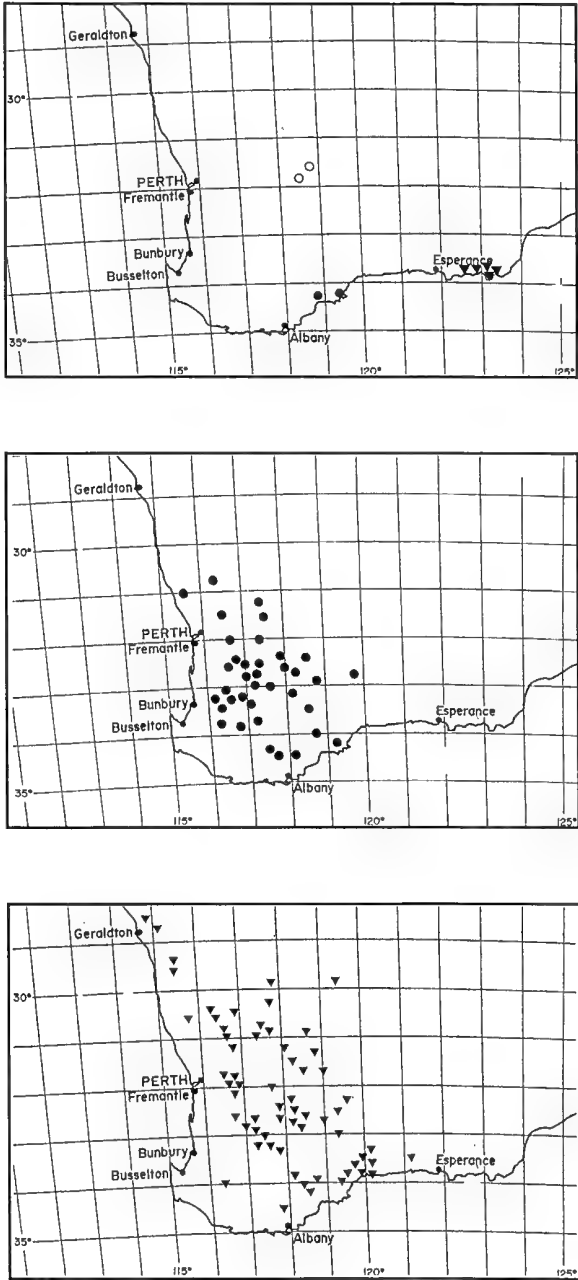 Geraldton
30°
PERTH
Fremantle
Bunbury
Busselton
Esperance
Albany
35°
115°
120°
125°
Geraldton
30°
PERTH
Fremantle
Bunbury
Busselton
Esperance
Albany
35°
115°
120°
125°
Geraldton
30°
PERTH
Fremantle
Bunbury
Busselton
Esperance
Albany
35°
115°
120°
125°